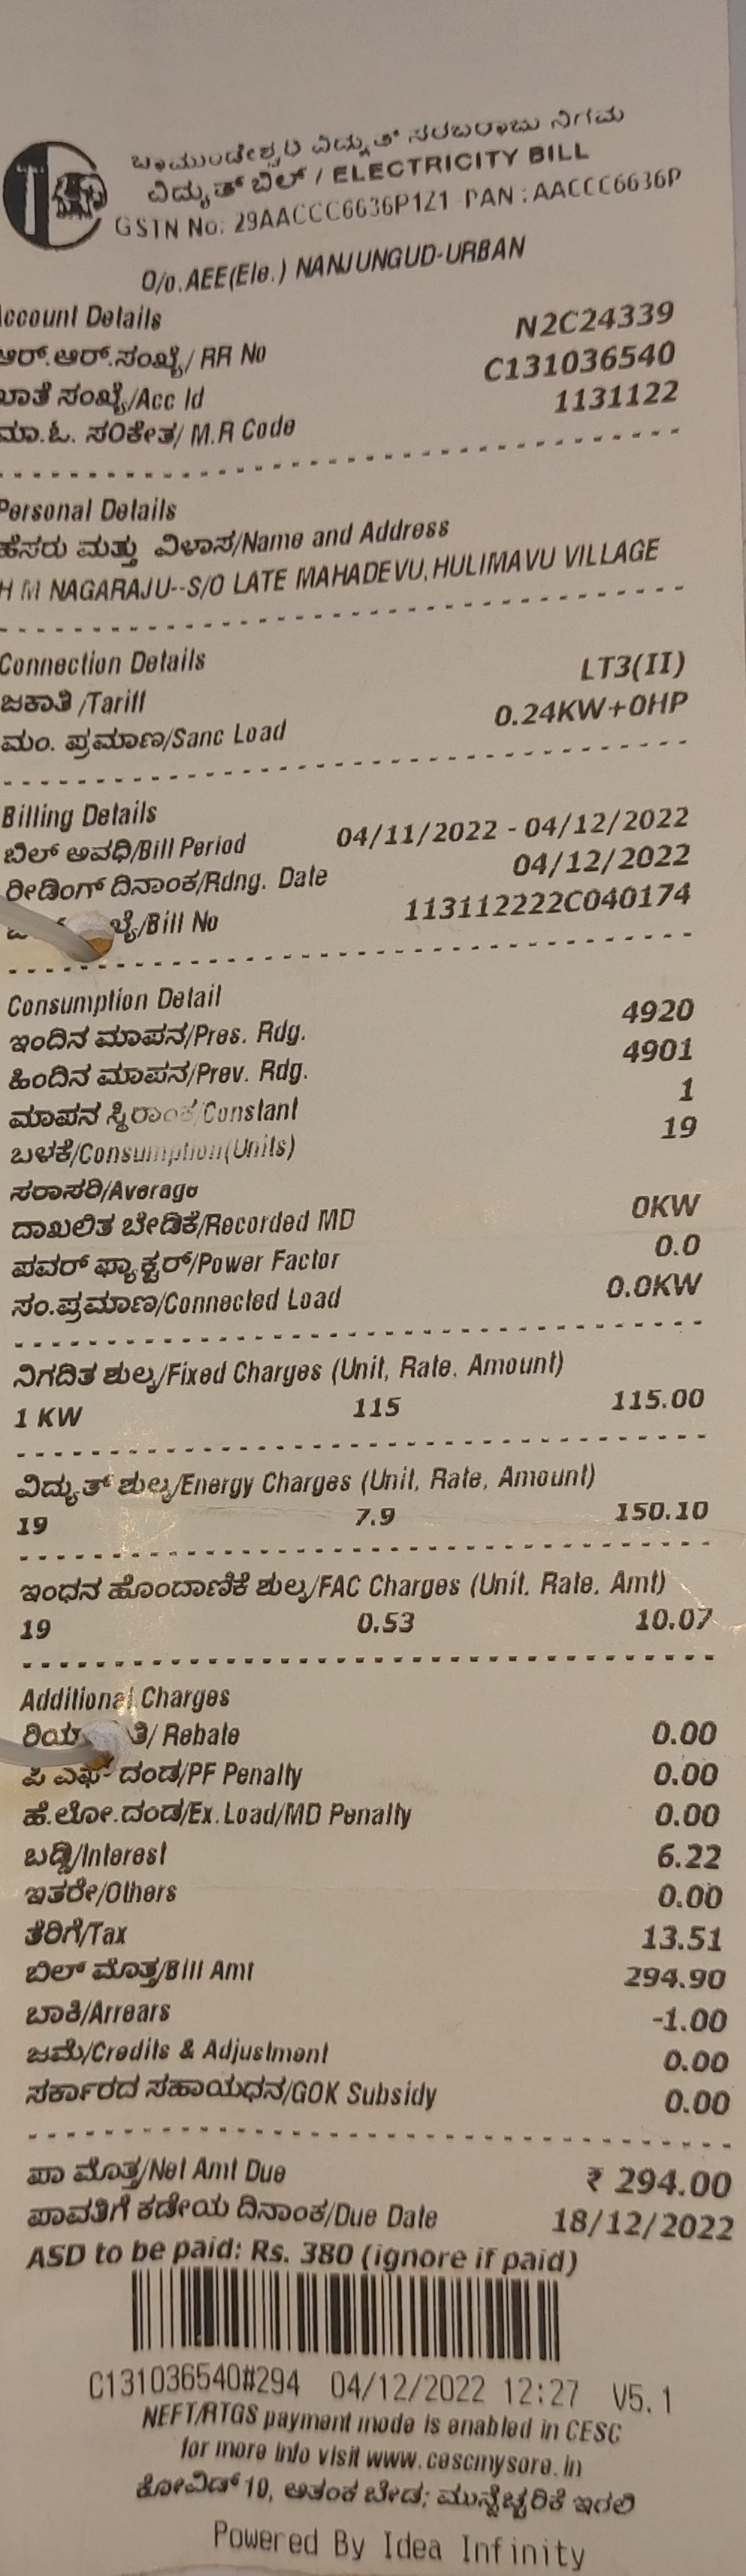 ಚಾಮುಂಡೇಶ್ವರಿ ವಿದ್ಯುತ್ ಸರಬರಾಜು ನಿಗಮ
ವಿದ್ಯುತ್ ಬಿಲ್ / ELECTRICITY BILL
GSTN No: 29AACCC6636P1Z1 PAN : AACCC6636P
O/o.AEE(Ele.) NANJUNGUD-URBAN
Account Details
ಆರ್.ಆರ್.ಸಂಖ್ಯೆ/ RR No N2C24339
ಖಾತೆ ಸಂಖ್ಯೆ/Acc Id C131036540
ಮಾ.ಓ. ಸಂಕೇತ/ M.R Code 1131122
Personal Details
ಹೆಸರು ಮತ್ತು ವಿಳಾಸ/Name and Address
H M NAGARAJU--S/O LATE MAHADEVU,HULIMAVU VILLAGE
Connection Details
ಜಕಾತಿ /Tariff LT3(II)
ಮಂ. ಪ್ರಮಾಣ/Sanc Load 0.24KW+0HP
Billing Details
ಬಿಲ್ ಅವಧಿ/Bill Period 04/11/2022 - 04/12/2022
ರೀಡಿಂಗ್ ದಿನಾಂಕ/Rdng. Date 04/12/2022
/Bill No 113112222C040174
Consumption Detail
ಇಂದಿನ ಮಾಪನ/Pres. Rdg. 4920
ಹಿಂದಿನ ಮಾಪನ/Prev. Rdg. 4901
ಮಾಪನ ಸ್ಥಿರಾಂಕ/Constant 1
ಬಳಕೆ/Consumption(Units) 19
ಸರಾಸರಿ/Average
ದಾಖಲಿತ ಬೇಡಿಕೆ/Recorded MD 0KW
ಪವರ್ ಫ್ಯಾಕ್ಟರ್/Power Factor 0.0
ಸಂ.ಪ್ರಮಾಣ/Connected Load 0.0KW
ನಿಗದಿತ ಶುಲ್ಕ/Fixed Charges (Unit, Rate, Amount)
1 KW 115 115.00
ವಿದ್ಯುತ್ ಶುಲ್ಕ/Energy Charges (Unit, Rate, Amount)
19 7.9 150.10
ಇಂಧನ ಹೊಂದಾಣಿಕೆ ಶುಲ್ಕ/FAC Charges (Unit, Rate, Amt)
19 0.53 10.07
Additional Charges
/ Rebate 0.00
ಪಿ ಎಫ್ ದಂಡ/PF Penalty 0.00
ಹೆ.ಲೋ.ದಂಡ/Ex.Load/MD Penalty 0.00
ಬಡ್ಡಿ/Interest 6.22
ಇತರೇ/Others 0.00
ತೆರಿಗೆ/Tax 13.51
ಬಿಲ್ ಮೊತ್ತ/Bill Amt 294.90
ಬಾಕಿ/Arrears -1.00
ಜಮೆ/Credits & Adjustment 0.00
ಸರ್ಕಾರದ ಸಹಾಯಧನ/GOK Subsidy 0.00
ಪಾ ಮೊತ್ತ/Net Amt Due ₹ 294.00
ಪಾವತಿಗೆ ಕಡೇಯ ದಿನಾಂಕ/Due Date 18/12/2022
ASD to be paid: Rs. 380 (ignore if paid)
C131036540#294 04/12/2022 12:27 V5.1
NEFT/RTGS payment mode is enabled in CESC
for more info visit www.cescmysore.in
ಕೋವಿಡ್ 19, ಆತಂಕ ಬೇಡ; ಮುನ್ನೆಚ್ಚರಿಕೆ ಇರಲಿ
Powered By Idea Infinity